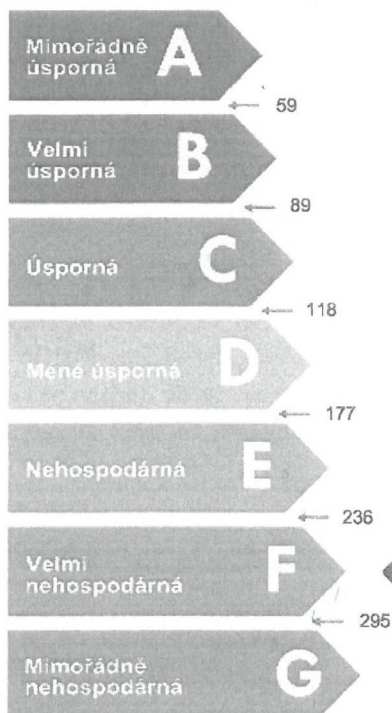 Mimořádně
úsporná
A
59
Velmi
úsporná
B
89
Úsporná
C
118
Méně úsporná
D
177
Nehospodárná
E
236
Velmi
nehospodárná
F
295
Mimořádně
nehospodárná
G